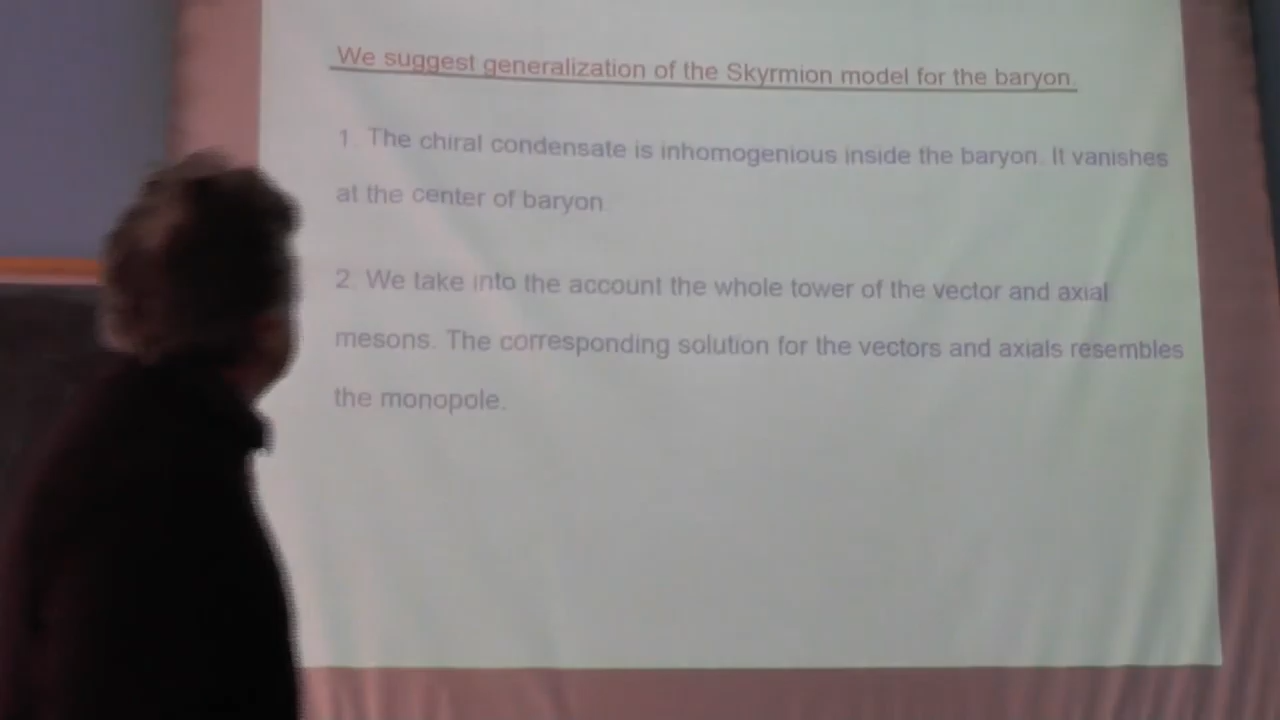 We suggest generalization of the Skyrmion model for the baryon.
1. The chiral condensate is inhomogenious inside the baryon. It vanishes
at the center of baryon.
2. We take into the account the whole tower of the vector and axial
mesons. The corresponding solution for the vectors and axials resembles
the monopole.